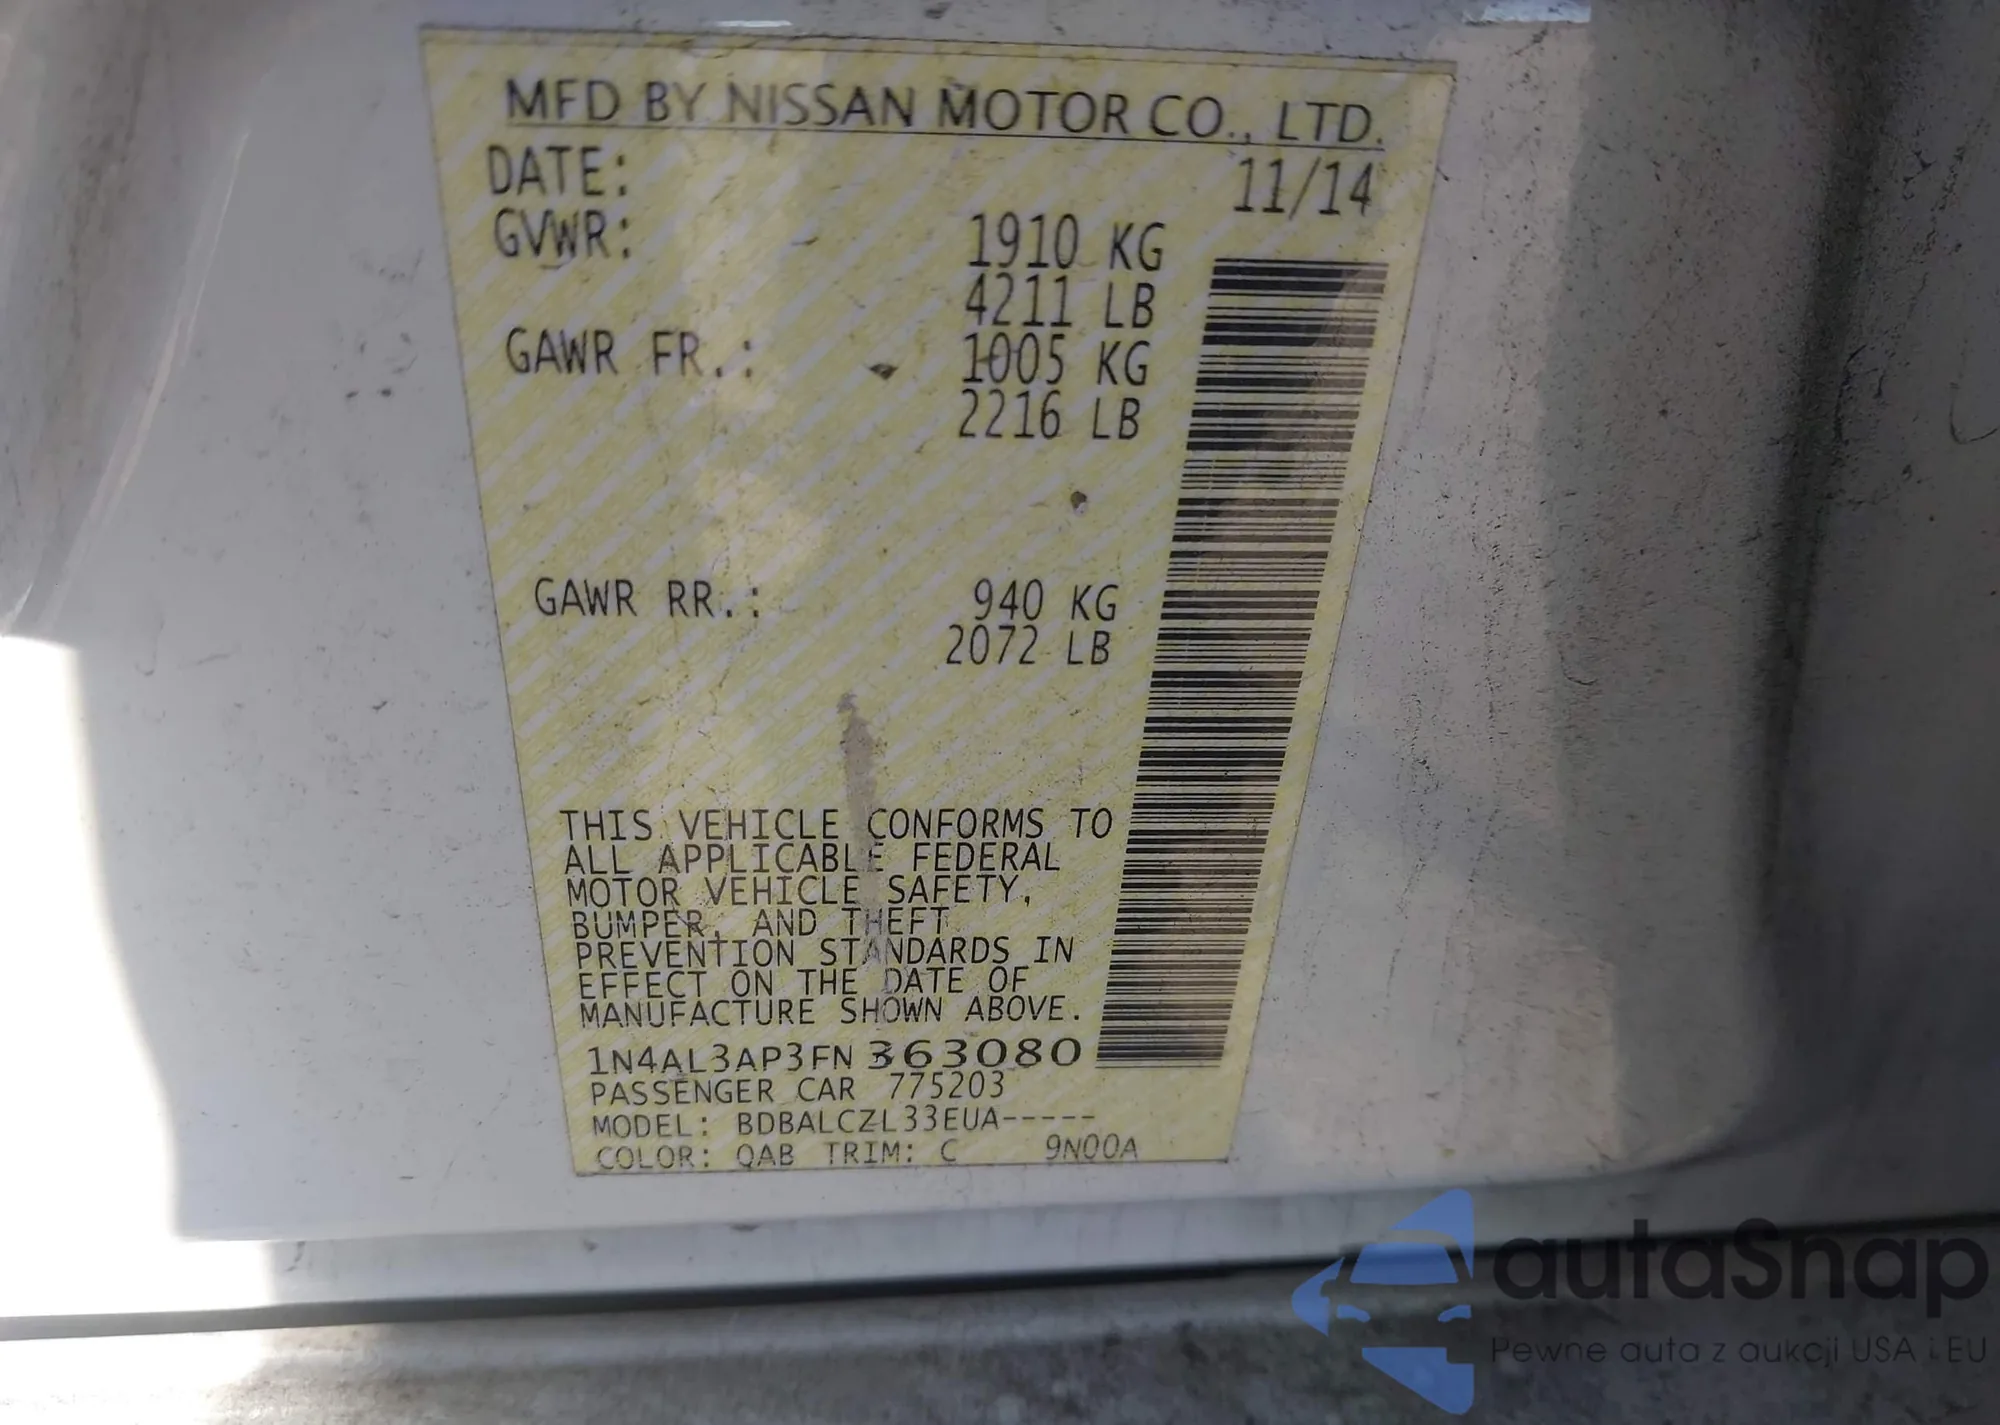 MFD BY NISSAN MOTOR CO., LTD.
DATE: 11/14
GVWR: 1910 KG
4211 LB
GAWR FR.: 1005 KG
2216 LB
GAWR RR.: 940 KG
2072 LB
THIS VEHICLE CONFORMS TO
ALL APPLICABLE FEDERAL
MOTOR VEHICLE SAFETY,
BUMPER, AND THEFT
PREVENTION STANDARDS IN
EFFECT ON THE DATE OF
MANUFACTURE SHOWN ABOVE.
1N4AL3AP3FN363080
PASSENGER CAR 775203
MODEL: BDBALCZL33EUA-----
COLOR: QAB TRIM: C 9N00A
autoSnap
Pewne auta z aukcji USA i EU